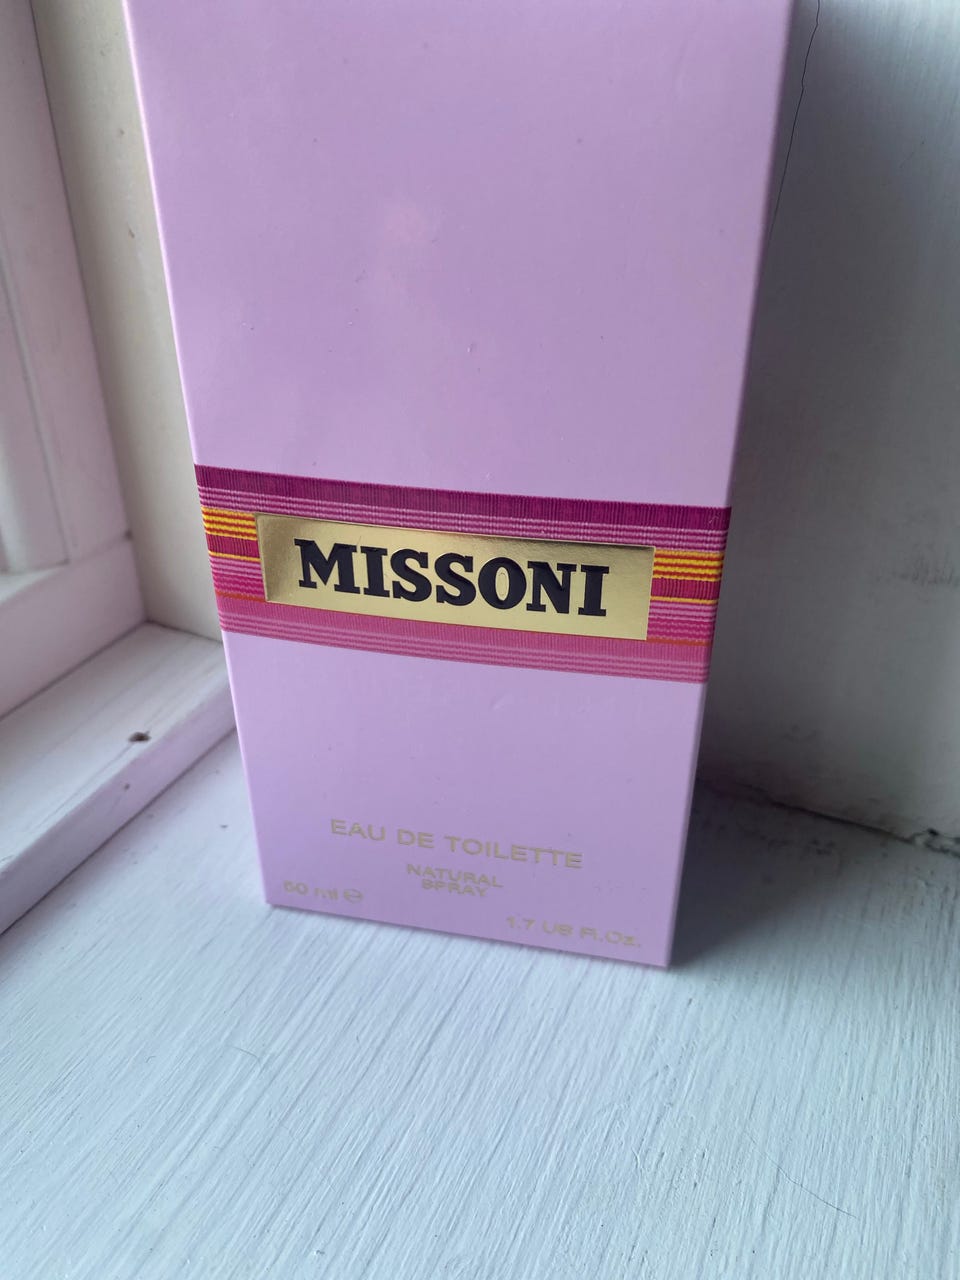 MISSONI
EAU DE TOILETTE
NATURAL
SPRAY
50 ml ℮
1.7 US Fl.Oz.